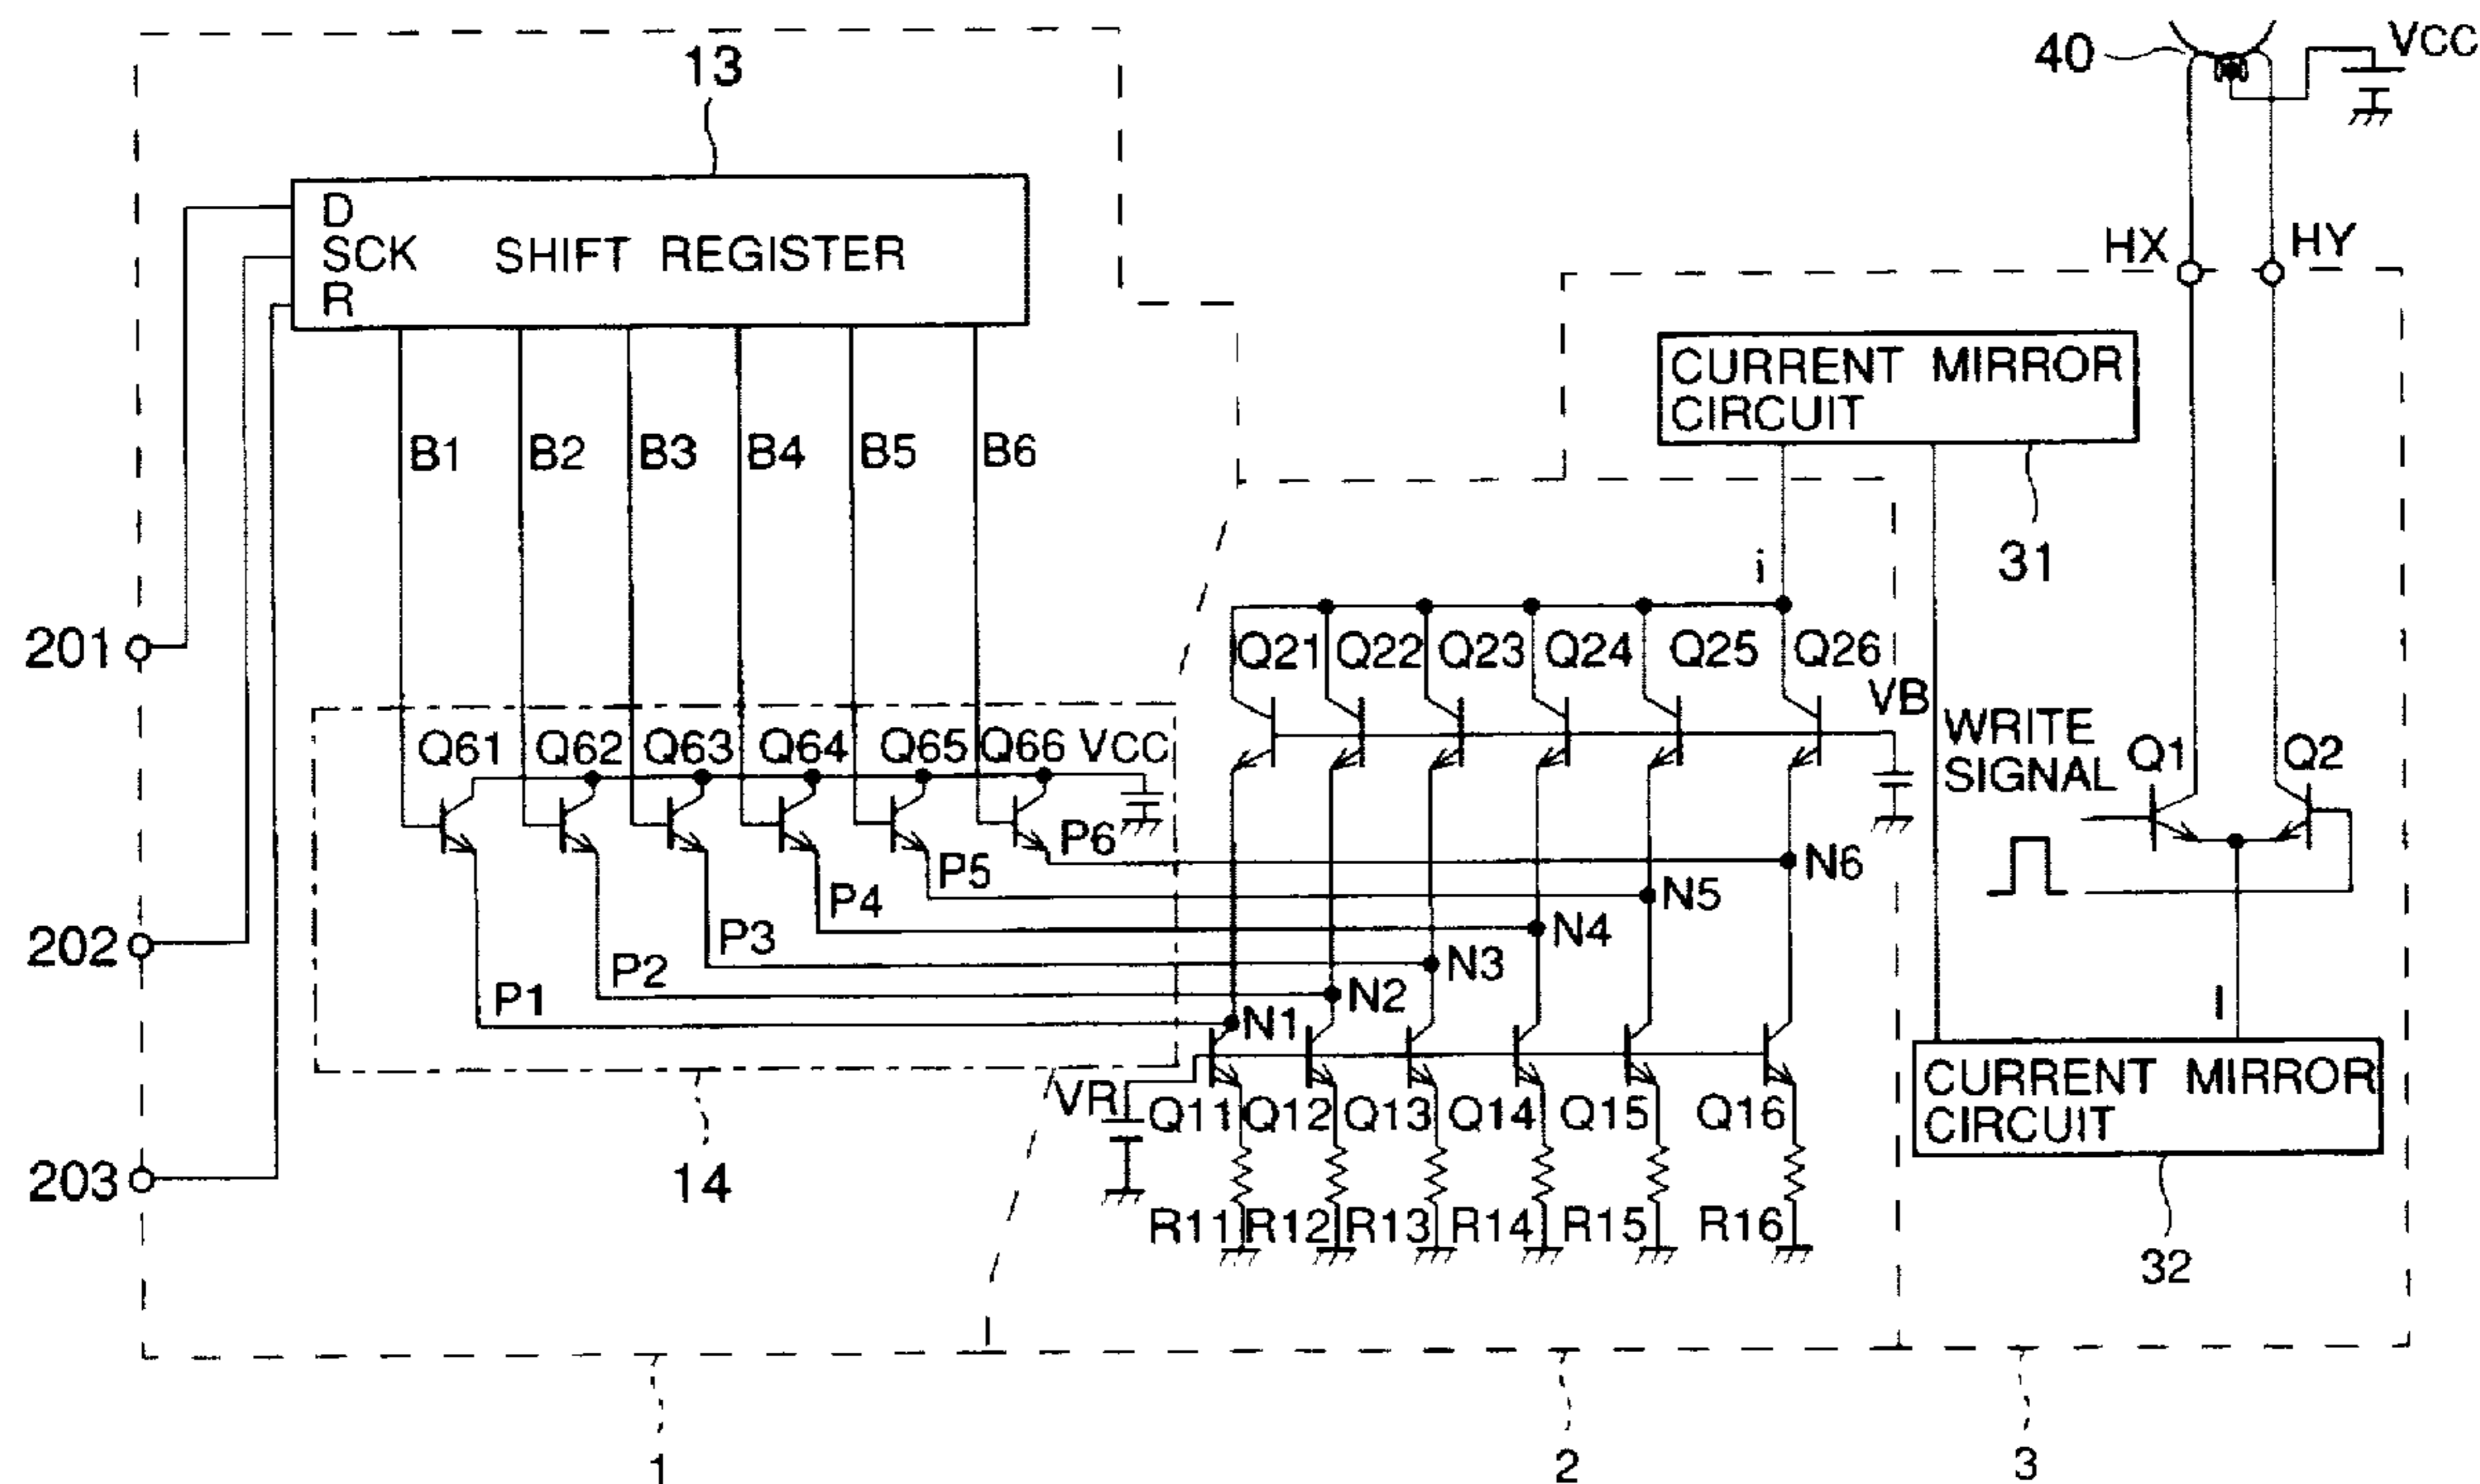 13
40
VCC
D
SCK SHIFT REGISTER
R
HX
HY
CURRENT MIRROR
CIRCUIT
B1
B2
B3
B4
B5
B6
31
i
201
Q21
Q22
Q23
Q24
Q25
Q26
VB
Q61
Q62
Q63
Q64
Q65
Q66
VCC
WRITE
SIGNAL
Q1
Q2
P6
N6
P5
N5
P4
N4
202
P3
N3
P2
N2
P1
N1
I
VR
Q11
Q12
Q13
Q14
Q15
Q16
CURRENT MIRROR
CIRCUIT
203
14
R11
R12
R13
R14
R15
R16
32
1
2
3